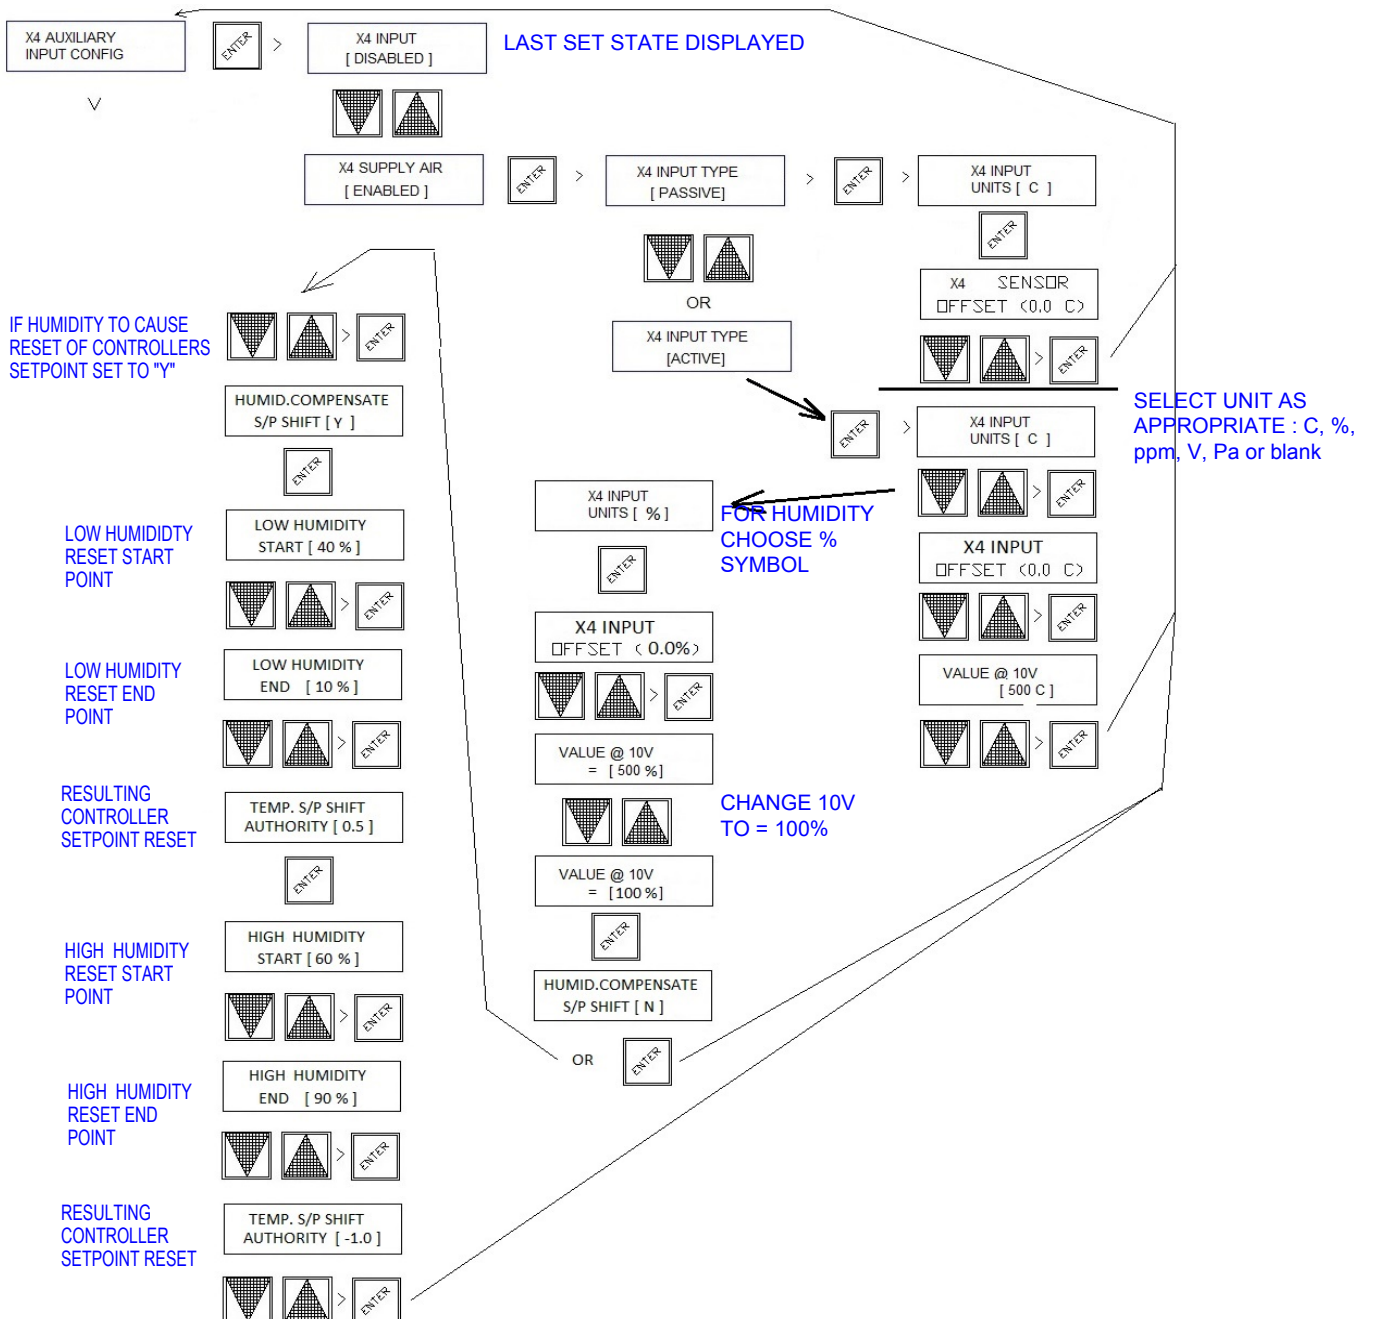 X4 AUXILIARY
INPUT CONFIG
ENTER
>
X4 INPUT
[ DISABLED ]
LAST SET STATE DISPLAYED
V
X4 SUPPLY AIR
[ ENABLED ]
ENTER
>
X4 INPUT TYPE
[ PASSIVE]
>
ENTER
>
X4 INPUT
UNITS [ C ]
ENTER
X4 SENSOR
OFFSET (0.0 C)
> ENTER
OR
X4 INPUT TYPE
[ACTIVE]
ENTER
>
X4 INPUT
UNITS [ C ]
SELECT UNIT AS
APPROPRIATE : C, %,
ppm, V, Pa or blank
> ENTER
X4 INPUT
OFFSET (0.0 C)
> ENTER
VALUE @ 10V
[ 500 C ]
> ENTER
X4 INPUT
UNITS [ % ]
FOR HUMIDITY
CHOOSE %
SYMBOL
ENTER
X4 INPUT
OFFSET ( 0.0%)
> ENTER
VALUE @ 10V
= [ 500 %]
CHANGE 10V
TO = 100%
VALUE @ 10V
= [100 %]
ENTER
HUMID.COMPENSATE
S/P SHIFT [ N ]
OR
ENTER
IF HUMIDITY TO CAUSE
RESET OF CONTROLLERS
SETPOINT SET TO "Y"
> ENTER
HUMID.COMPENSATE
S/P SHIFT [ Y ]
ENTER
LOW HUMIDIDTY
RESET START
POINT
LOW HUMIDITY
START [ 40 % ]
> ENTER
LOW HUMIDITY
RESET END
POINT
LOW HUMIDITY
END [ 10 % ]
> ENTER
RESULTING
CONTROLLER
SETPOINT RESET
TEMP. S/P SHIFT
AUTHORITY [ 0.5 ]
ENTER
HIGH HUMIDITY
RESET START
POINT
HIGH HUMIDITY
START [ 60 % ]
> ENTER
HIGH HUMIDITY
RESET END
POINT
HIGH HUMIDITY
END [ 90 % ]
> ENTER
RESULTING
CONTROLLER
SETPOINT RESET
TEMP. S/P SHIFT
AUTHORITY [ -1.0 ]
> ENTER